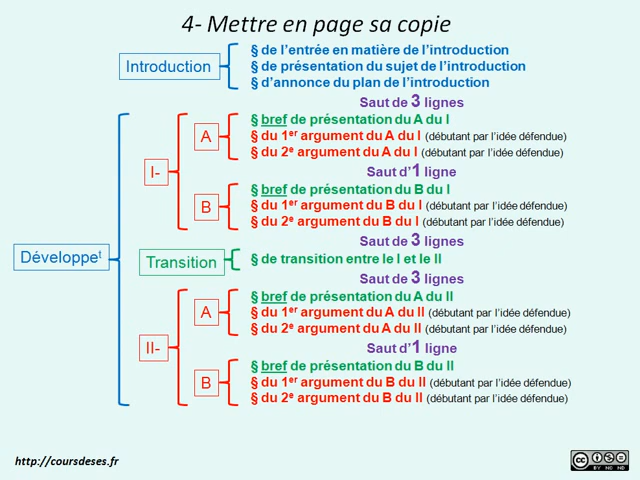 4- Mettre en page sa copie
Introduction
§ de l'entrée en matière de l'introduction
§ de présentation du sujet de l'introduction
§ d'annonce du plan de l'introduction
Saut de 3 lignes
Développeᵗ
I-
A
§ bref de présentation du A du I
§ du 1er argument du A du I (débutant par l'idée défendue)
§ du 2e argument du A du I (débutant par l'idée défendue)
Saut d'1 ligne
B
§ bref de présentation du B du I
§ du 1er argument du B du I (débutant par l'idée défendue)
§ du 2e argument du B du I (débutant par l'idée défendue)
Saut de 3 lignes
Transition
§ de transition entre le I et le II
Saut de 3 lignes
II-
A
§ bref de présentation du A du II
§ du 1er argument du A du II (débutant par l'idée défendue)
§ du 2e argument du A du II (débutant par l'idée défendue)
Saut d'1 ligne
B
§ bref de présentation du B du II
§ du 1er argument du B du II (débutant par l'idée défendue)
§ du 2e argument du B du II (débutant par l'idée défendue)
http://coursdeses.fr
cc
BY NC ND